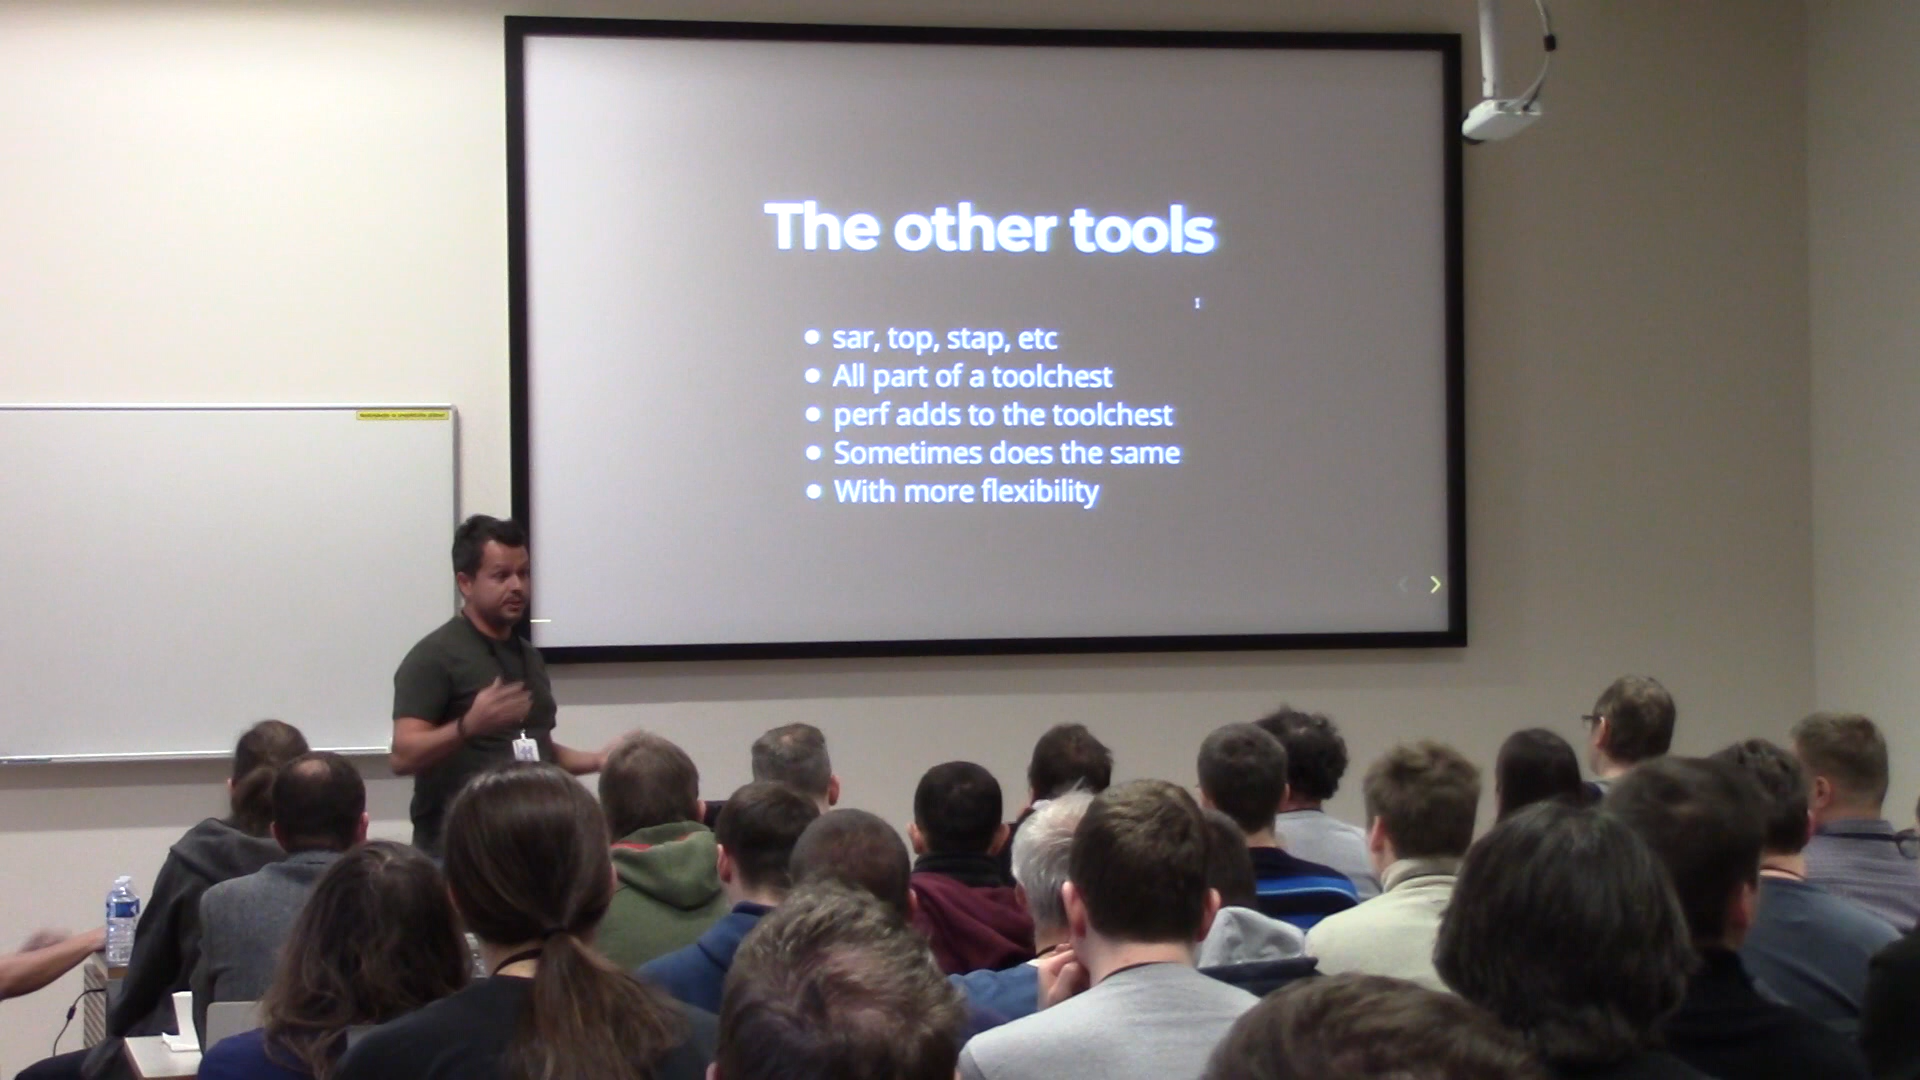 The other tools
sar, top, stap, etc
All part of a toolchest
perf adds to the toolchest
Sometimes does the same
With more flexibility